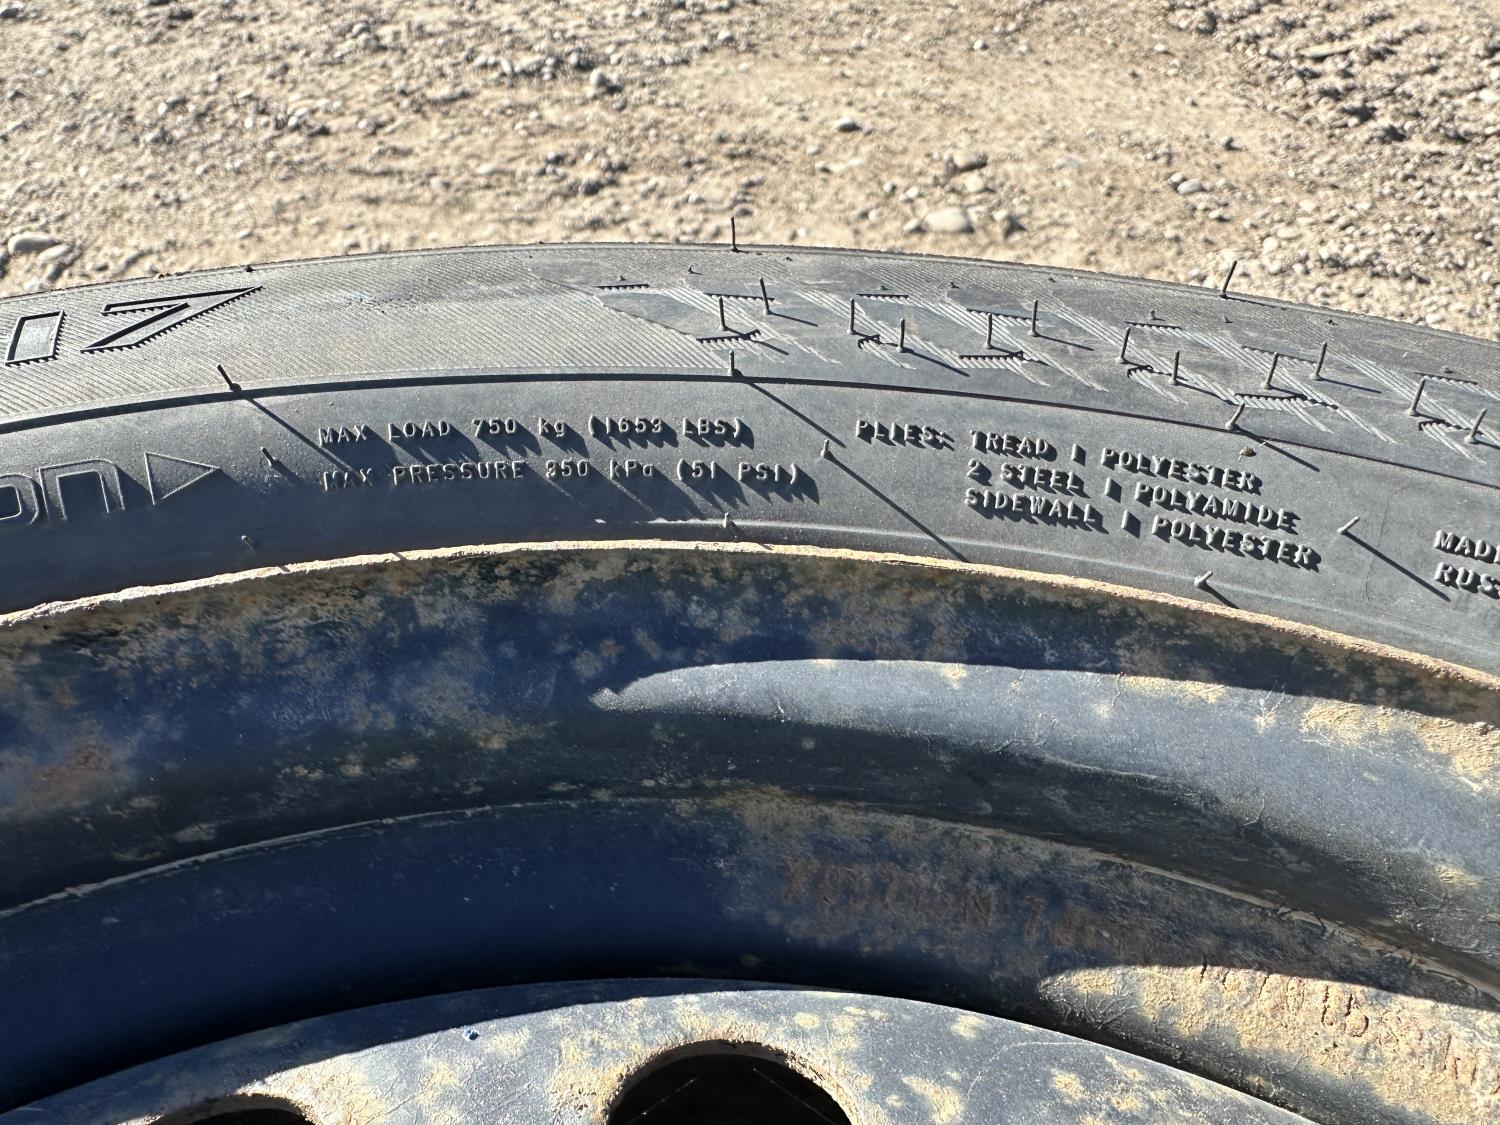 17
MAX LOAD 750 kg (1653 LBS)
MAX PRESSURE 350 kPa (51 PSI)
PLIES: TREAD 1 POLYESTER
2 STEEL 1 POLYAMIDE
SIDEWALL 1 POLYESTER